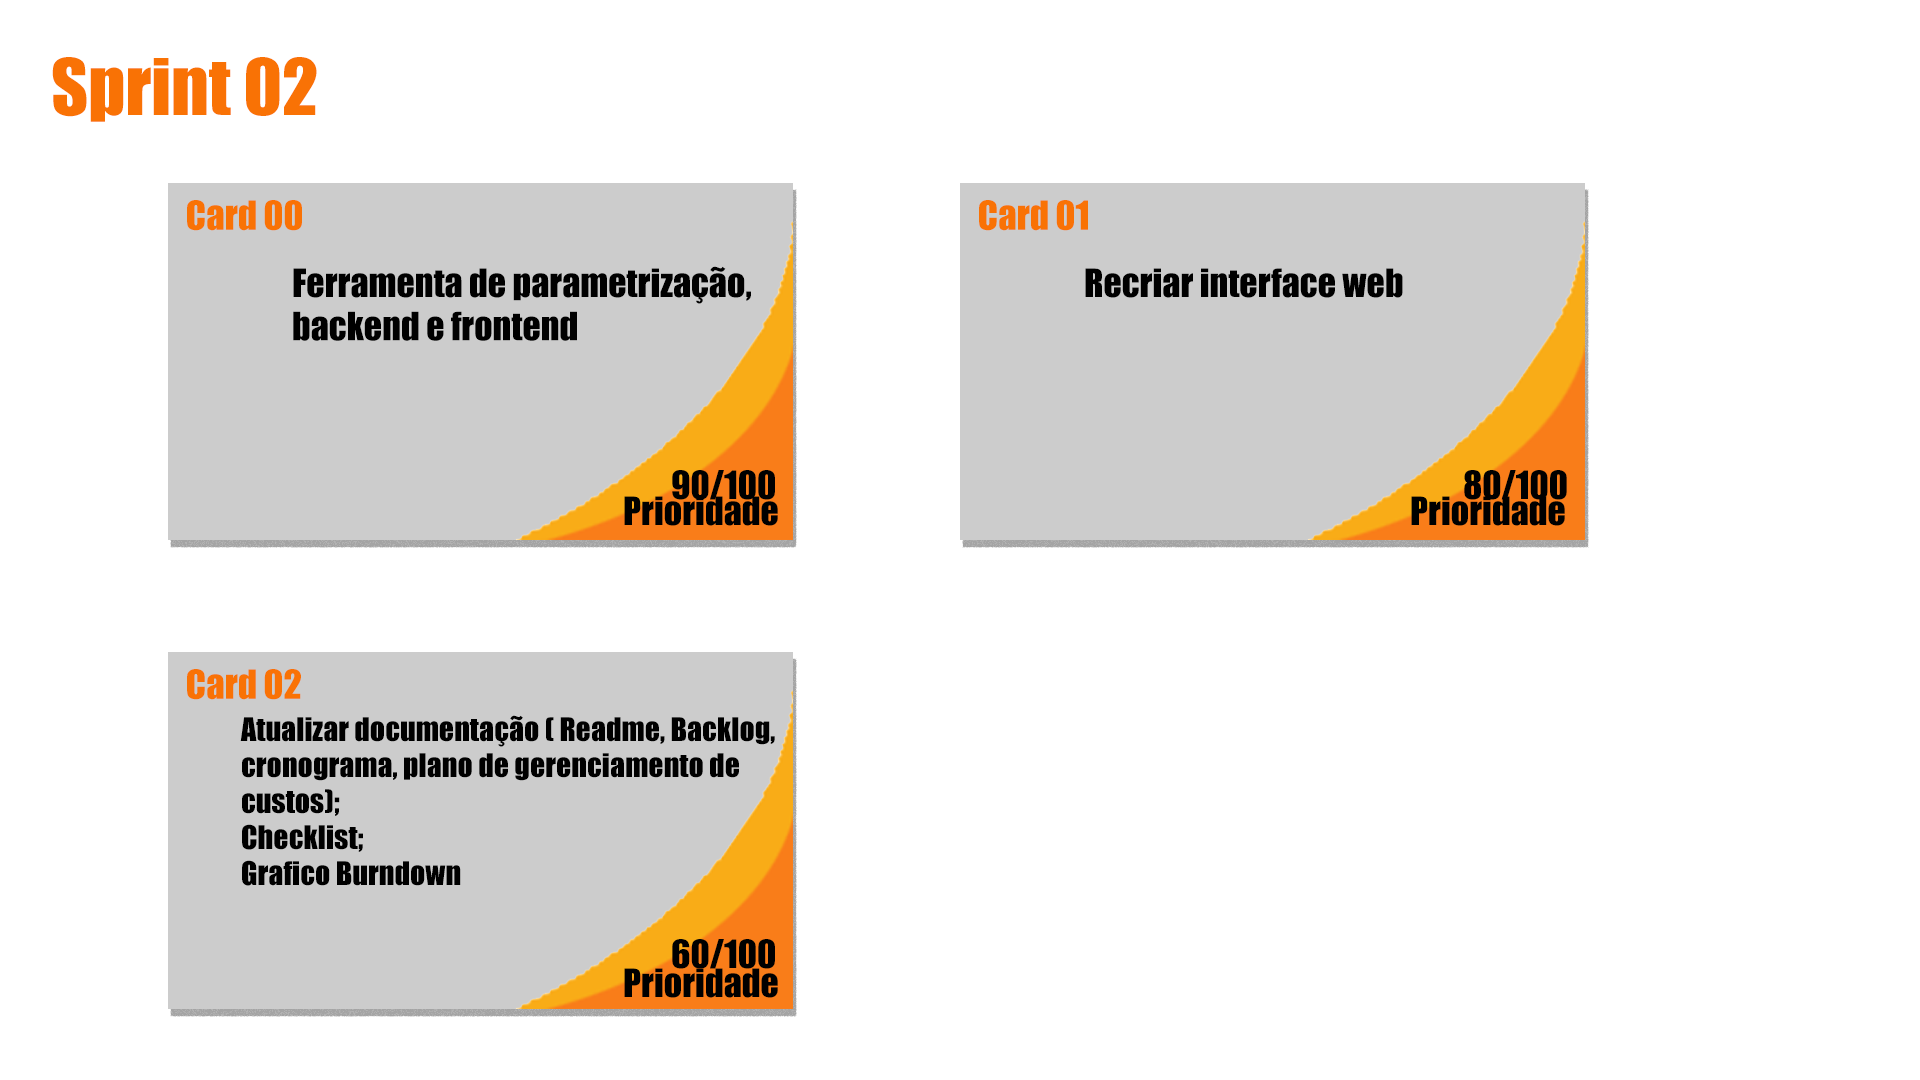 Sprint 02
Card 00
Ferramenta de parametrização,
backend e frontend
90/100
Prioridade
Card 01
Recriar interface web
80/100
Prioridade
Card 02
Atualizar documentação ( Readme, Backlog,
cronograma, plano de gerenciamento de
custos);
Checklist;
Grafico Burndown
60/100
Prioridade